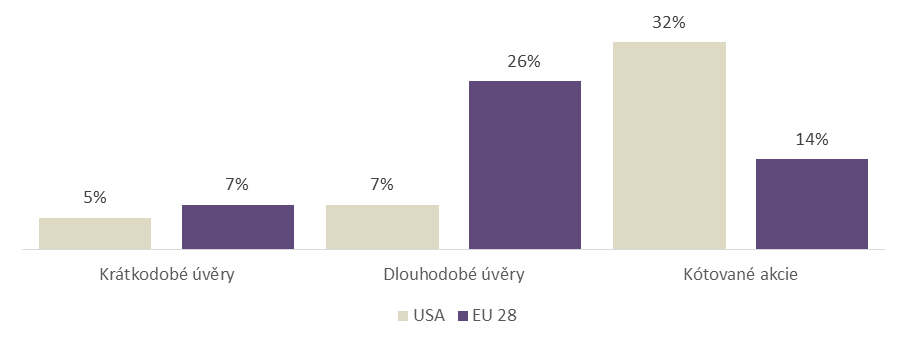 32%
26%
14%
7%
7%
5%
Krátkodobé úvěry
Dlouhodobé úvěry
Kótované akcie
USA
EU 28